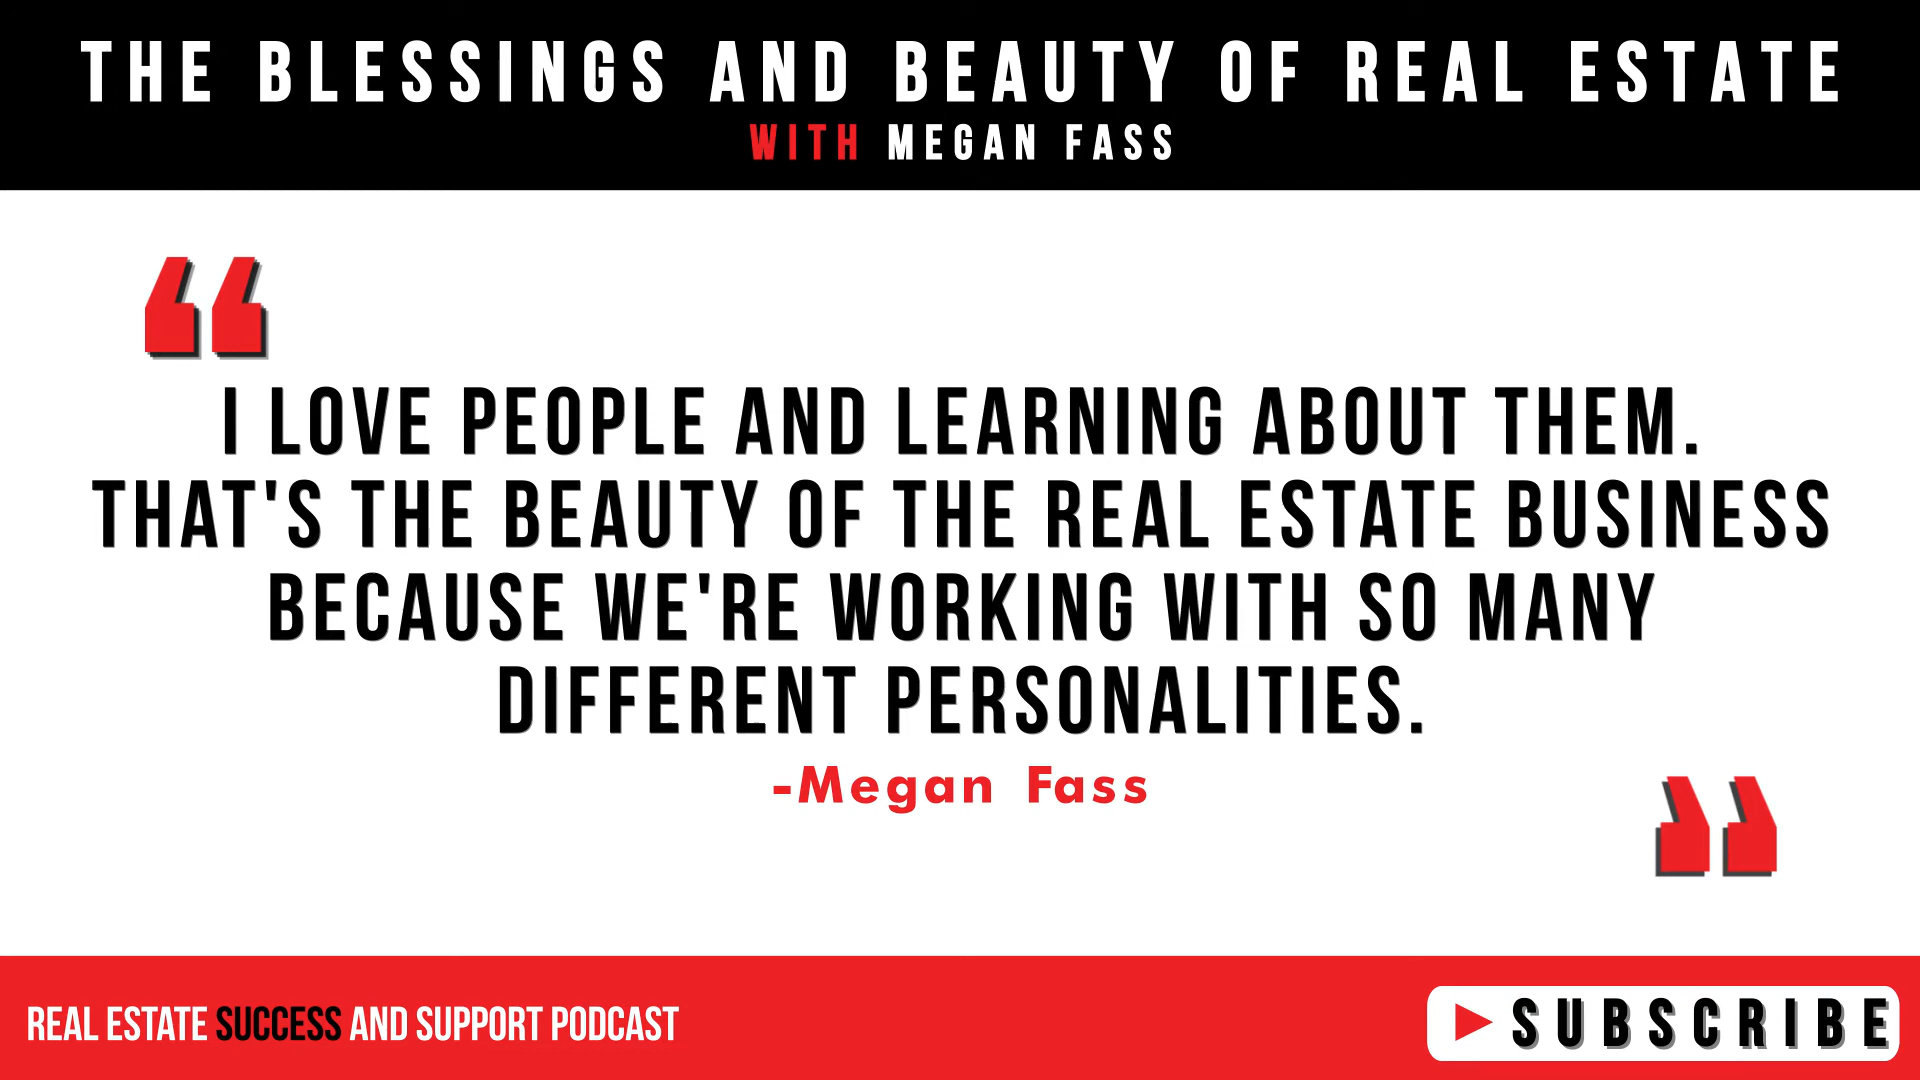 THE BLESSINGS AND BEAUTY OF REAL ESTATE
WITH MEGAN FASS
“
I LOVE PEOPLE AND LEARNING ABOUT THEM.
THAT'S THE BEAUTY OF THE REAL ESTATE BUSINESS
BECAUSE WE'RE WORKING WITH SO MANY
DIFFERENT PERSONALITIES.
-Megan Fass
”
REAL ESTATE SUCCESS AND SUPPORT PODCAST
SUBSCRIBE